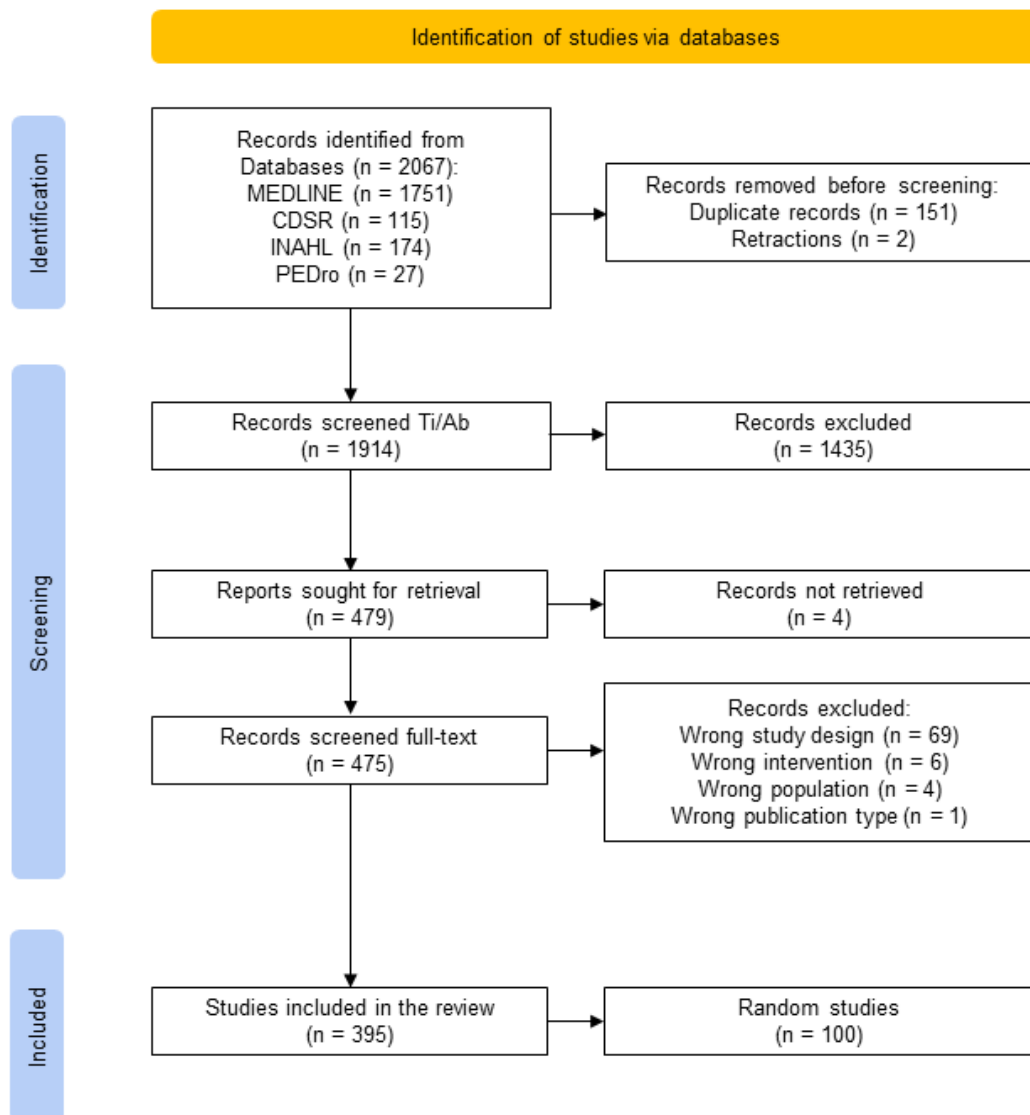 Identification of studies via databases
Identification
Records identified from
Databases (n = 2067):
MEDLINE (n = 1751)
CDSR (n = 115)
INAHL (n = 174)
PEDro (n = 27)
Records removed before screening:
Duplicate records (n = 151)
Retractions (n = 2)
Screening
Records screened Ti/Ab
(n = 1914)
Records excluded
(n = 1435)
Reports sought for retrieval
(n = 479)
Records not retrieved
(n = 4)
Records screened full-text
(n = 475)
Records excluded:
Wrong study design (n = 69)
Wrong intervention (n = 6)
Wrong population (n = 4)
Wrong publication type (n = 1)
Included
Studies included in the review
(n = 395)
Random studies
(n = 100)